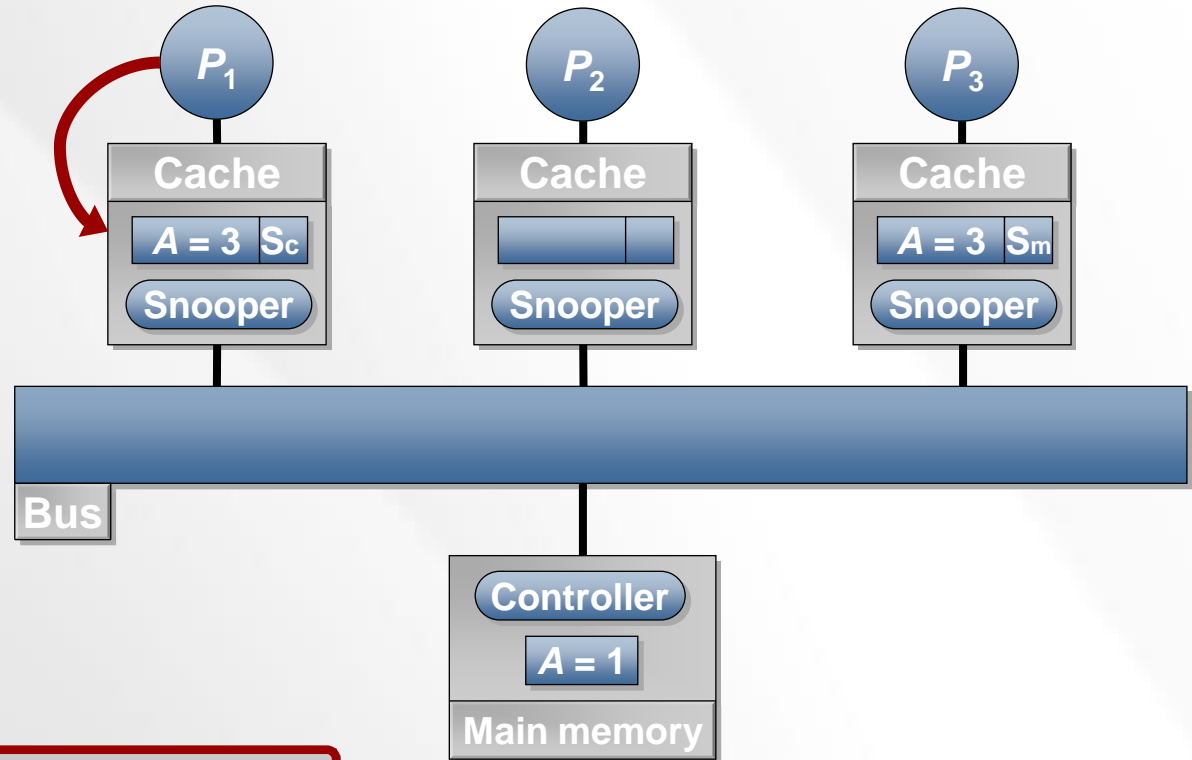 P1
P2
P3
Cache
Cache
Cache
A = 3 Sc
A = 3 Sm
Snooper
Snooper
Snooper
Bus
Controller
A = 1
Main memory